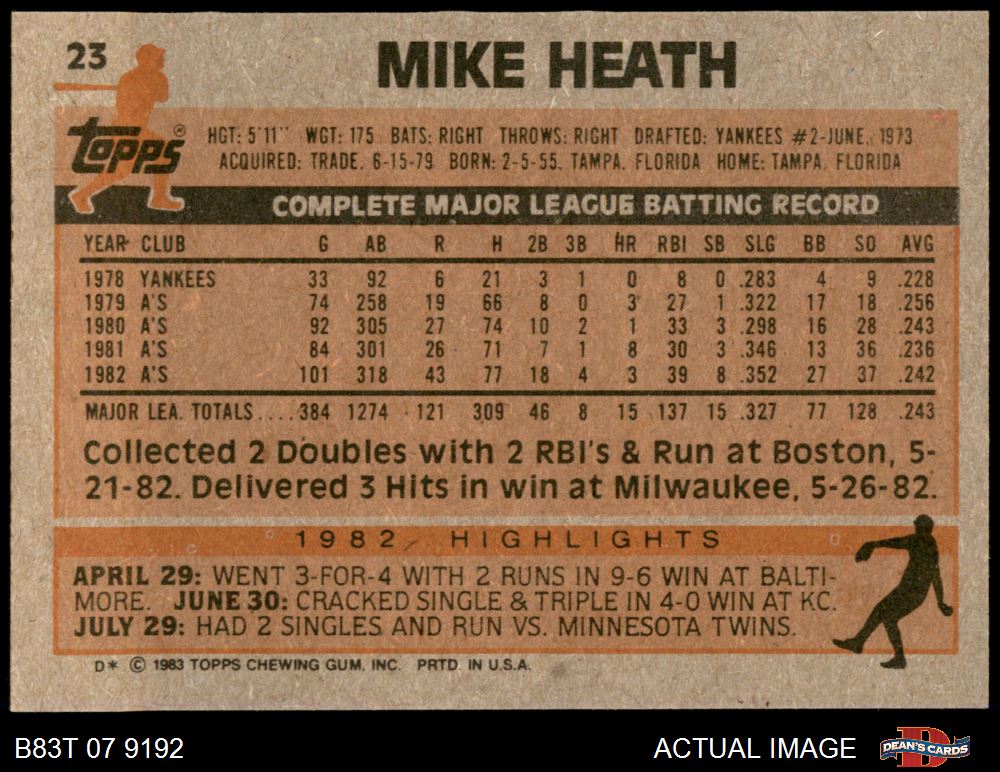 23
MIKE HEATH
Topps®
HGT: 5'11" WGT: 175 BATS: RIGHT THROWS: RIGHT DRAFTED: YANKEES #2-JUNE, 1973
ACQUIRED: TRADE, 6-15-79 BORN: 2-5-55, TAMPA, FLORIDA HOME: TAMPA, FLORIDA
COMPLETE MAJOR LEAGUE BATTING RECORD
YEAR CLUB G AB R H 2B 3B HR RBI SB SLG BB SO AVG
1978 YANKEES 33 92 6 21 3 1 0 8 0 .283 4 9 .228
1979 A'S 74 258 19 66 8 0 3 27 1 .322 17 18 .256
1980 A'S 92 305 27 74 10 2 1 33 3 .298 16 28 .243
1981 A'S 84 301 26 71 7 1 8 30 3 .346 13 36 .236
1982 A'S 101 318 43 77 18 4 3 39 8 .352 27 37 .242
MAJOR LEA. TOTALS.... 384 1274 121 309 46 8 15 137 15 .327 77 128 .243
Collected 2 Doubles with 2 RBI's & Run at Boston, 5-
21-82. Delivered 3 Hits in win at Milwaukee, 5-26-82.
1982 HIGHLIGHTS
APRIL 29: WENT 3-FOR-4 WITH 2 RUNS IN 9-6 WIN AT BALTI-
MORE. JUNE 30: CRACKED SINGLE & TRIPLE IN 4-0 WIN AT KC.
JULY 29: HAD 2 SINGLES AND RUN VS. MINNESOTA TWINS.
D* © 1983 TOPPS CHEWING GUM, INC. PRTD. IN U.S.A.
B83T 07 9192
ACTUAL IMAGE
DEAN'S CARDS